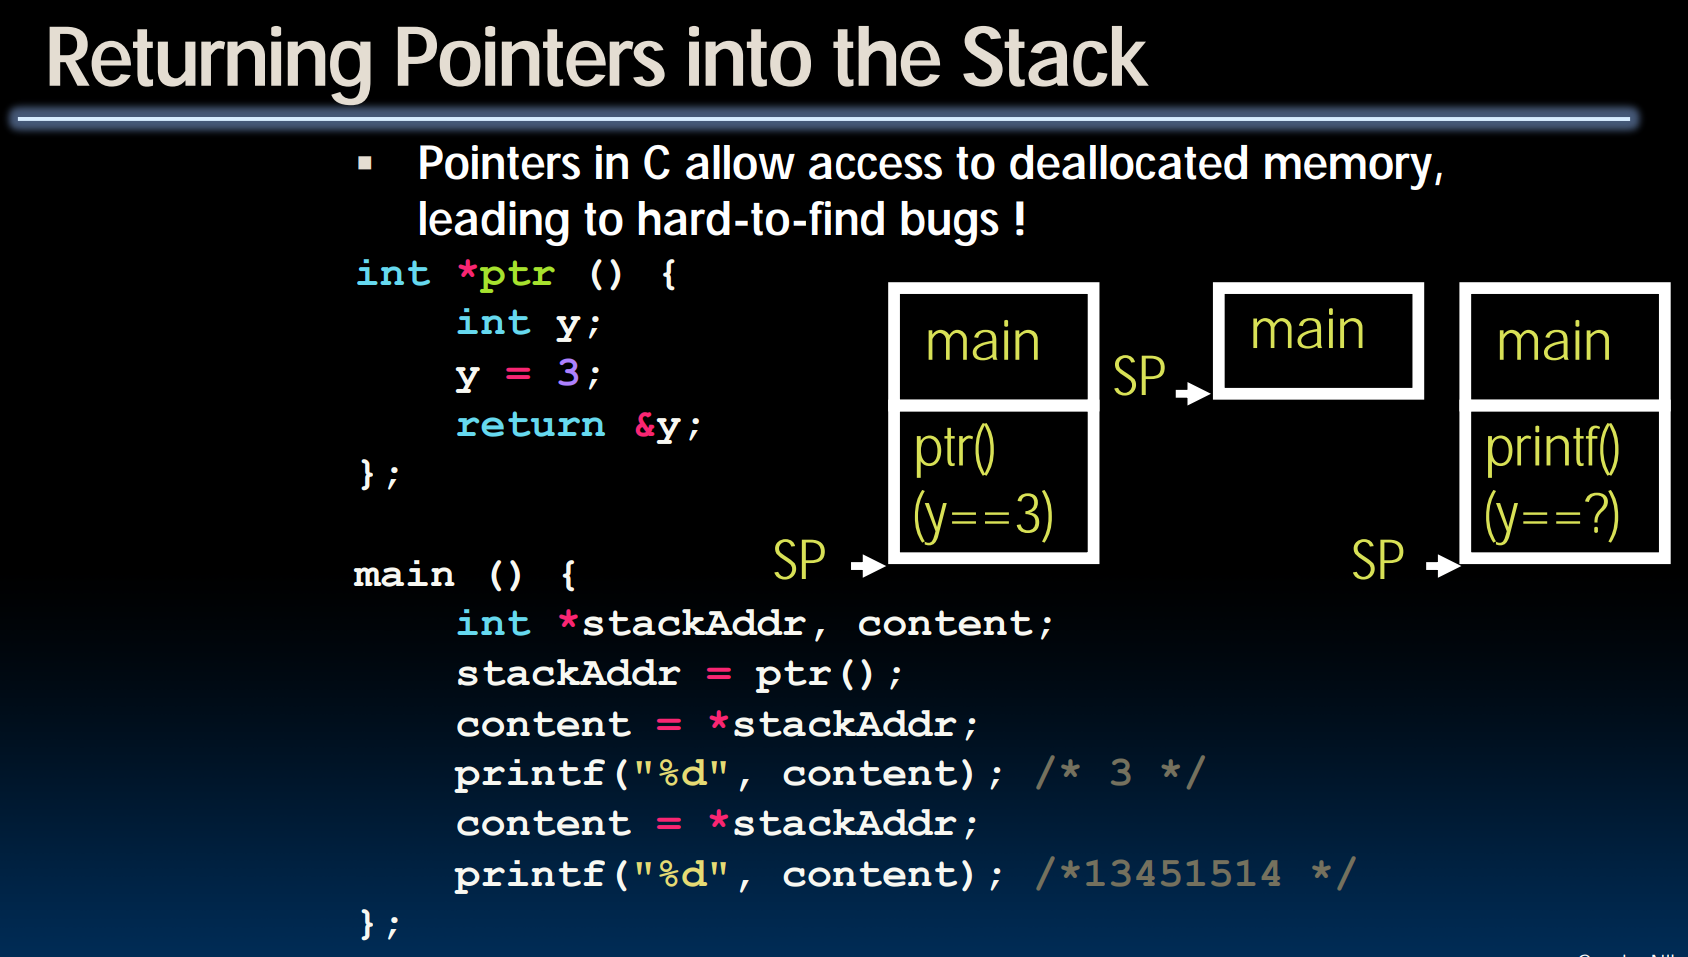 Returning Pointers into the Stack
▪ Pointers in C allow access to deallocated memory,
leading to hard-to-find bugs !
int *ptr () {
int y;
y = 3;
return &y;
};
main () {
int *stackAddr, content;
stackAddr = ptr();
content = *stackAddr;
printf("%d", content); /* 3 */
content = *stackAddr;
printf("%d", content); /*13451514 */
};
main
ptr()
(y==3)
SP
main
SP
main
printf()
(y==?)
SP